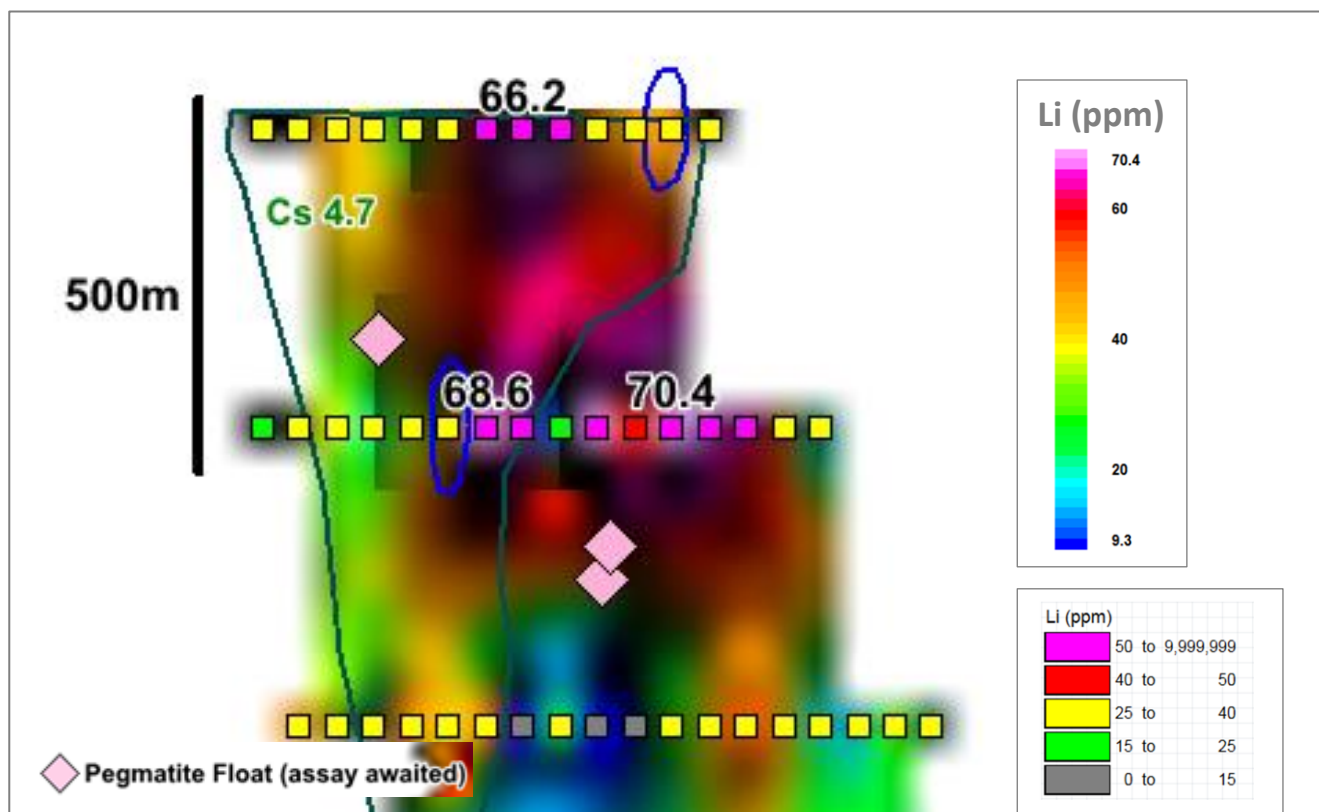 66.2
Cs 4.7
500m
68.6
70.4
Pegmatite Float (assay awaited)
Li (ppm)
70.4
60
40
20
9.3
Li (ppm)
50 to 9,999,999
40 to 50
25 to 40
15 to 25
0 to 15